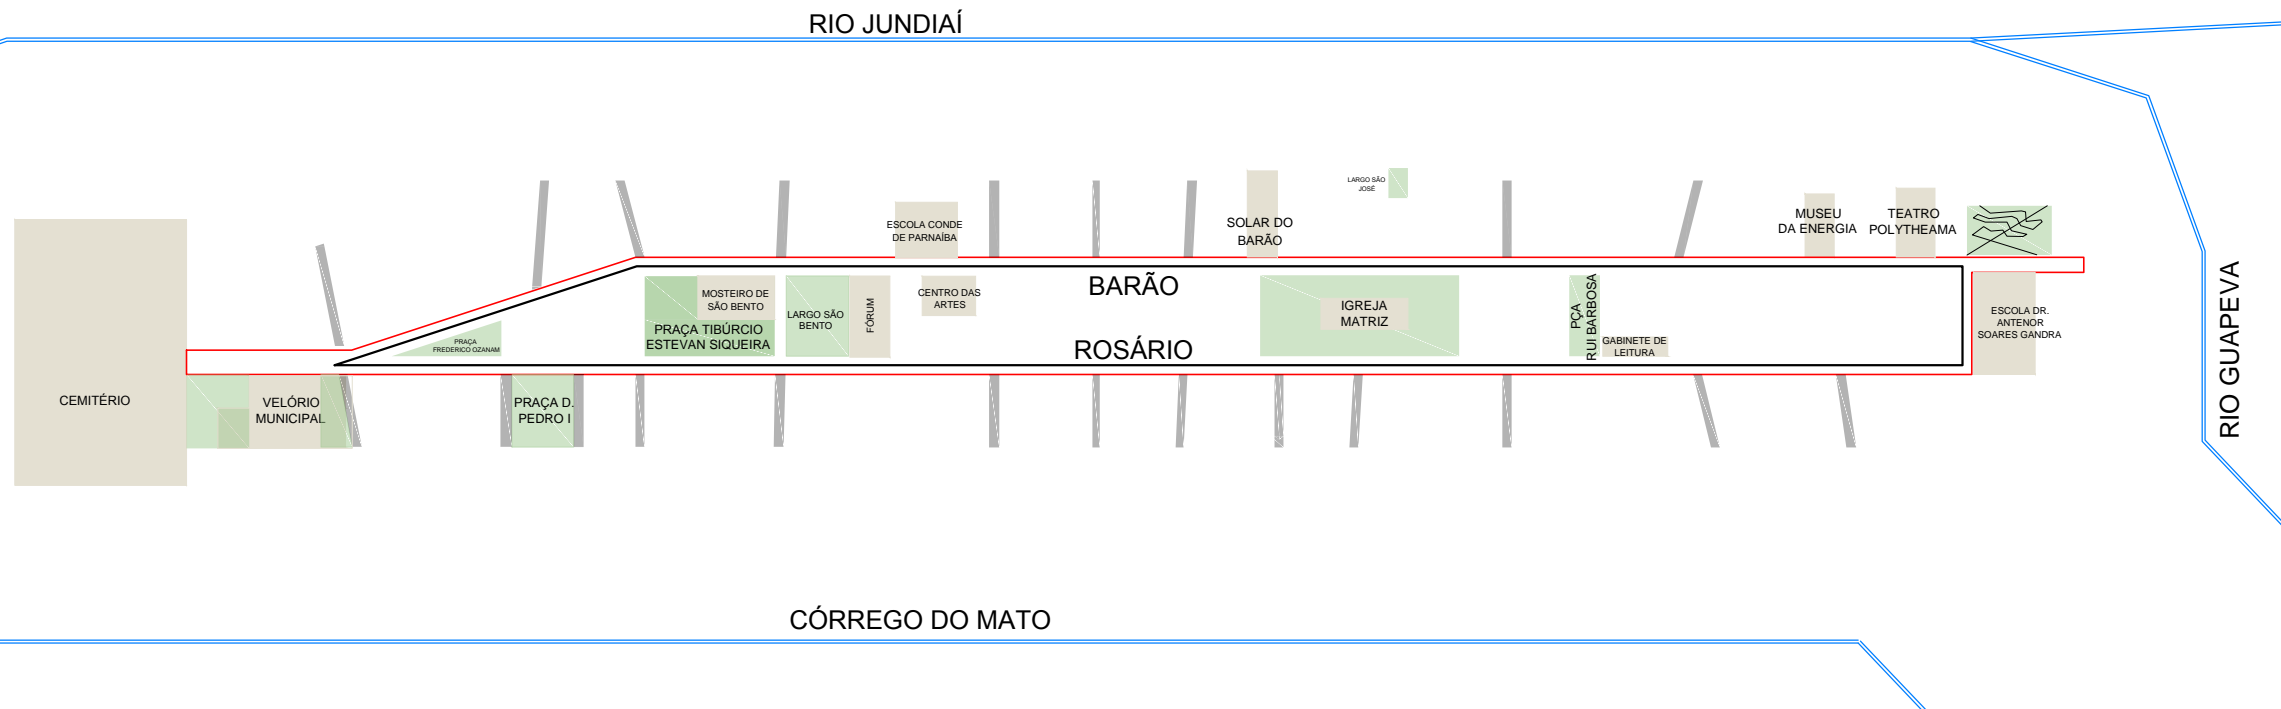 RIO JUNDIAÍ
LARGO SÃO
JOSÉ
ESCOLA CONDE
DE PARNAÍBA
SOLAR DO
BARÃO
MUSEU
DA ENERGIA
TEATRO
POLYTHEAMA
BARÃO
MOSTEIRO DE
SÃO BENTO
PRAÇA TIBÚRCIO
ESTEVAN SIQUEIRA
LARGO SÃO
BENTO
FÓRUM
CENTRO DAS
ARTES
IGREJA
MATRIZ
PÇA
RUI BARBOSA
GABINETE DE
LEITURA
ESCOLA DR.
ANTENOR
SOARES GANDRA
RIO GUAPEVA
PRAÇA
FREDERICO OZANAM
ROSÁRIO
CEMITÉRIO
VELÓRIO
MUNICIPAL
PRAÇA D.
PEDRO I
CÓRREGO DO MATO